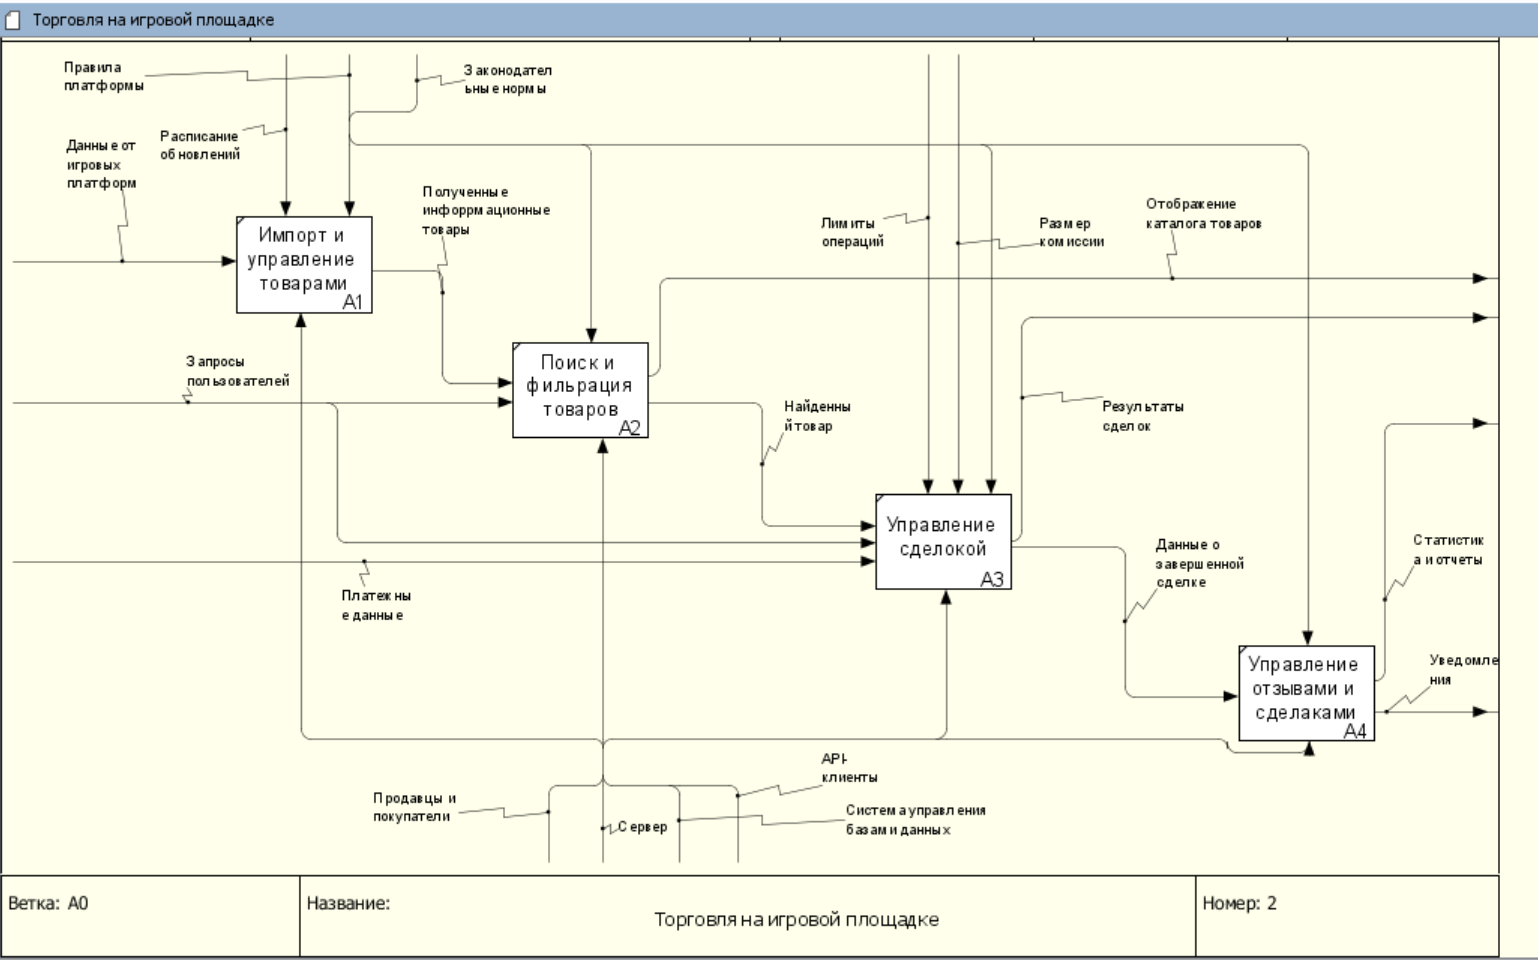 Торговля на игровой площадке
Правила
платформы
Законодател
ьные нормы
Расписание
обновлений
Данные от
игровых
платформ
Полученные
информационные
товары
Импорт и
управление
товарами
A1
Лимиты
операций
Размер
комиссии
Отображение
каталога товаров
Запросы
пользователей
Поиск и
фильрация
товаров
A2
Найденны
й товар
Результаты
сделок
Управление
сделокой
A3
Данные о
завершенной
сделке
Статистик
а и отчеты
Платежны
е данные
Управление
отзывами и
сделаками
A4
Уведомле
ния
API-
клиенты
Продавцы и
покупатели
Сервер
Система управления
базами данных
Ветка: A0
Название:
Торговля на игровой площадке
Номер: 2